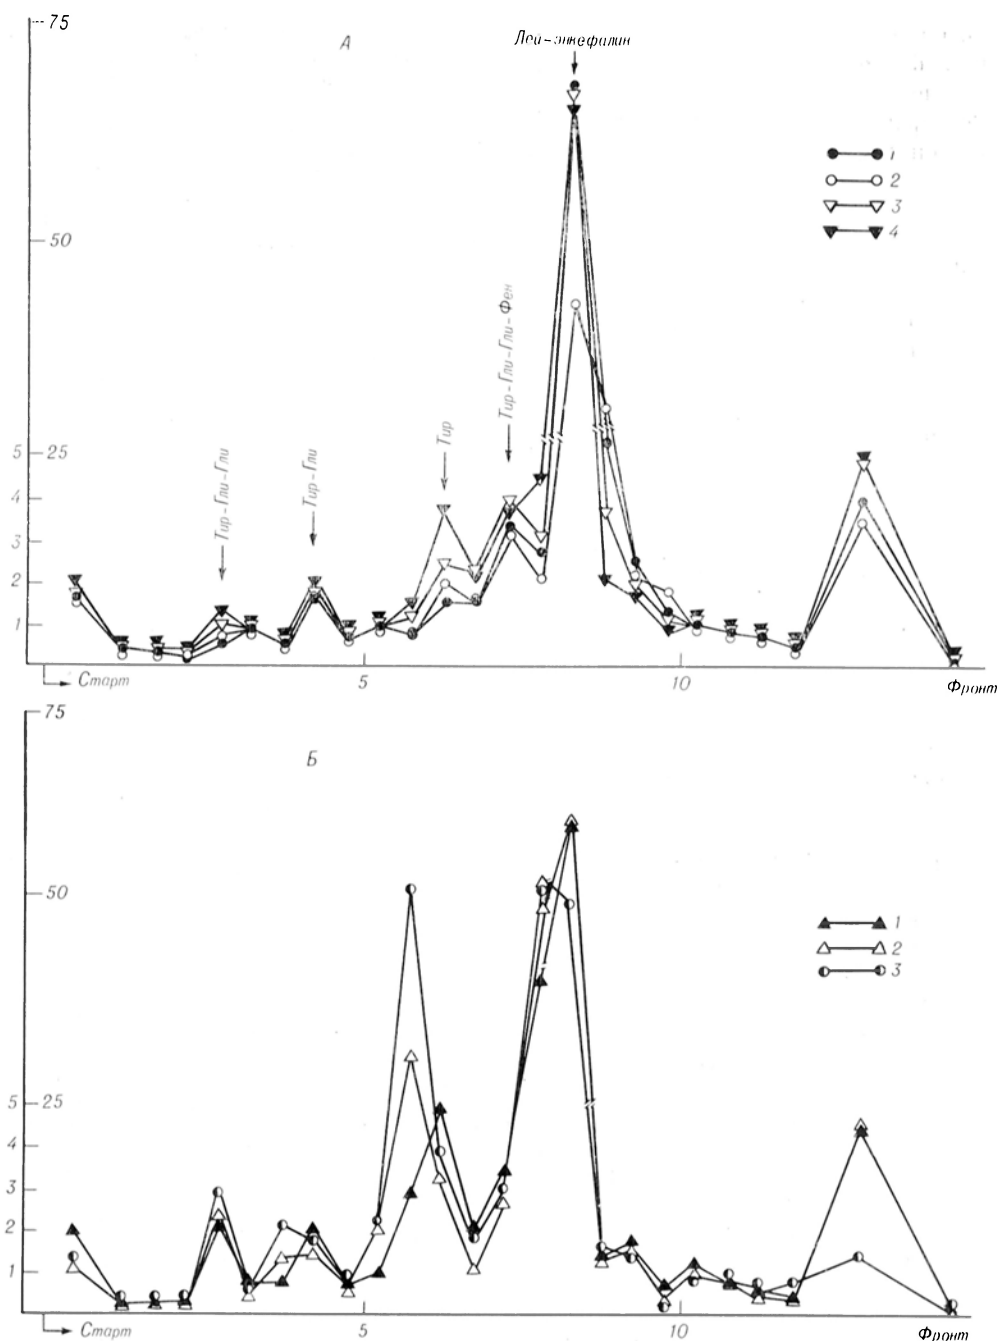 75
А
Лей-энкефалин
1
2
3
4
50
Тир-Гли-Гли
Тир-Гли
Тир
Тир-Гли-Гли-Фен
5 25
4
3
2
1
Старт 5 10 Фронт
75
Б
50
1
2
3
5 25
4
3
2
1
Старт 5 10 Фронт